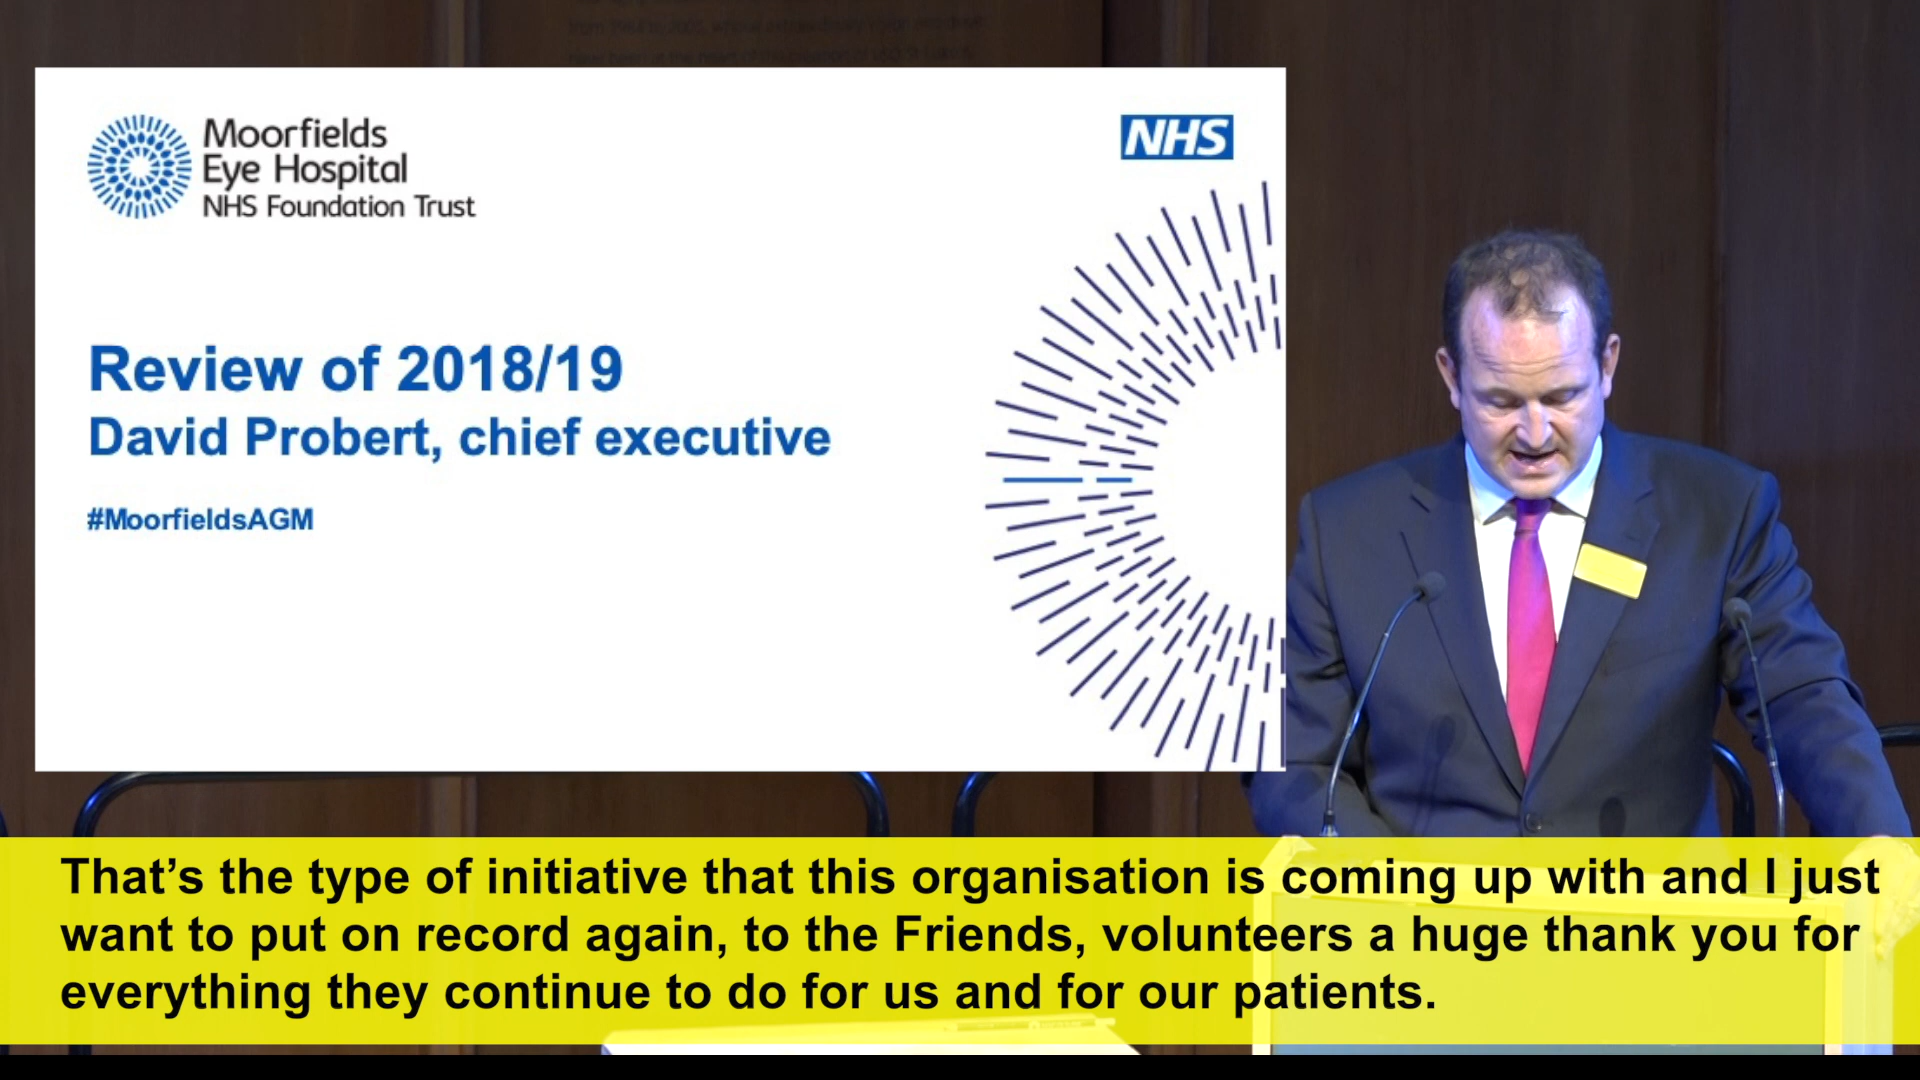 Moorfields
Eye Hospital
NHS Foundation Trust
NHS
Review of 2018/19
David Probert, chief executive
#MoorfieldsAGM
That’s the type of initiative that this organisation is coming up with and I just
want to put on record again, to the Friends, volunteers a huge thank you for
everything they continue to do for us and for our patients.